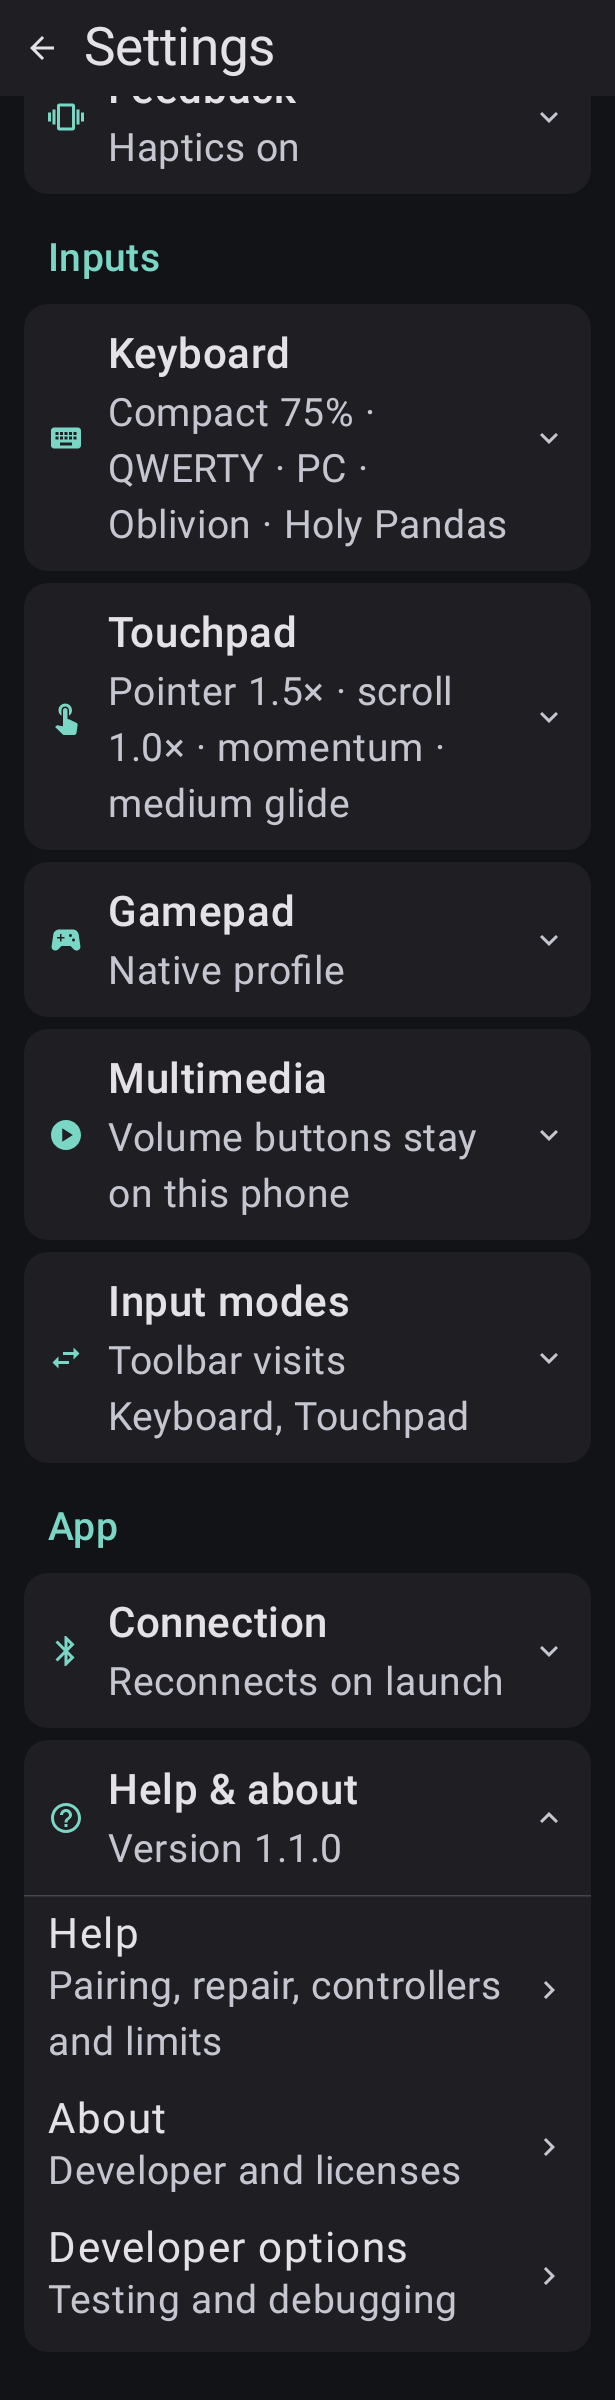 Settings
Feedback
Haptics on
Inputs
Keyboard
Compact 75% ·
QWERTY · PC ·
Oblivion · Holy Pandas
Touchpad
Pointer 1.5× · scroll
1.0× · momentum ·
medium glide
Gamepad
Native profile
Multimedia
Volume buttons stay
on this phone
Input modes
Toolbar visits
Keyboard, Touchpad
App
Connection
Reconnects on launch
Help & about
Version 1.1.0
Help
Pairing, repair, controllers
and limits
About
Developer and licenses
Developer options
Testing and debugging